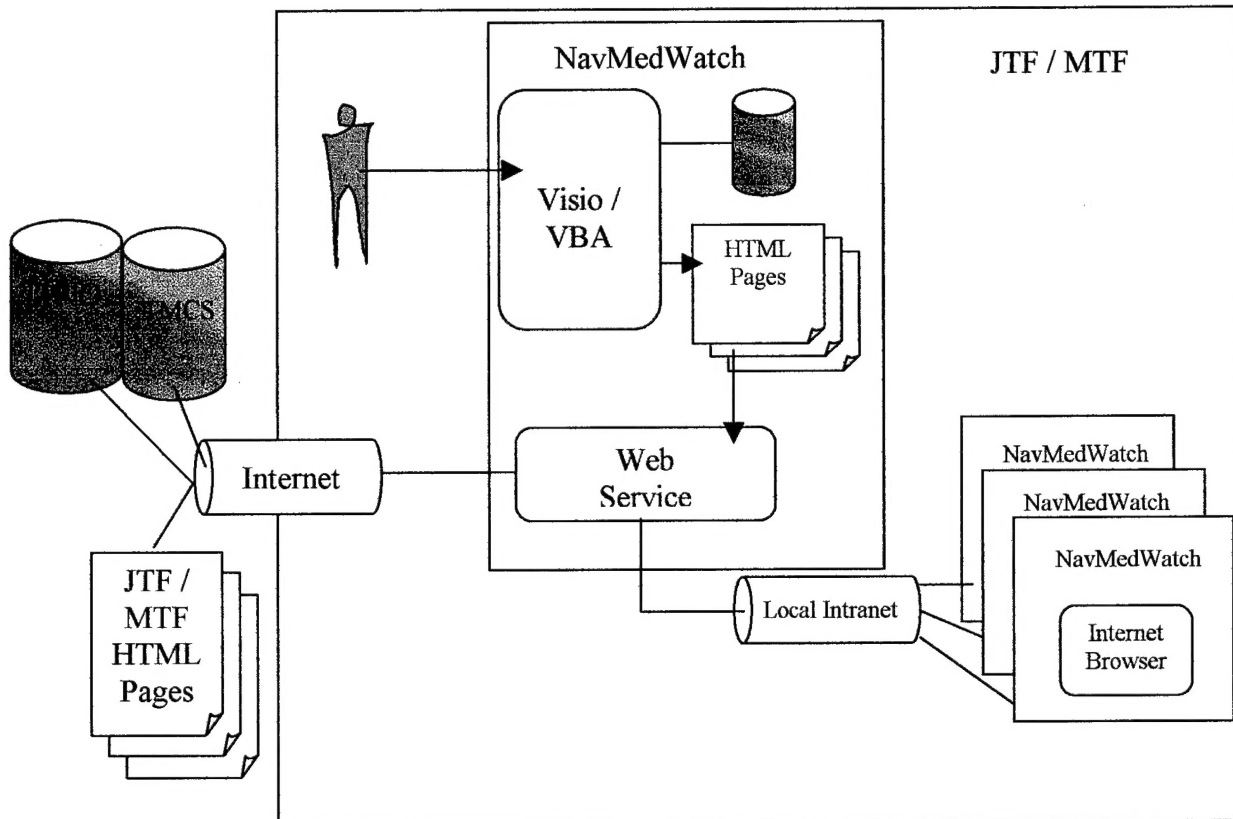 NavMedWatch
JTF / MTF
Visio /
VBA
HTML
Pages
Internet
Web
Service
JTF /
MTF
HTML
Pages
Local Intranet
NavMedWatch
NavMedWatch
NavMedWatch
Internet
Browser